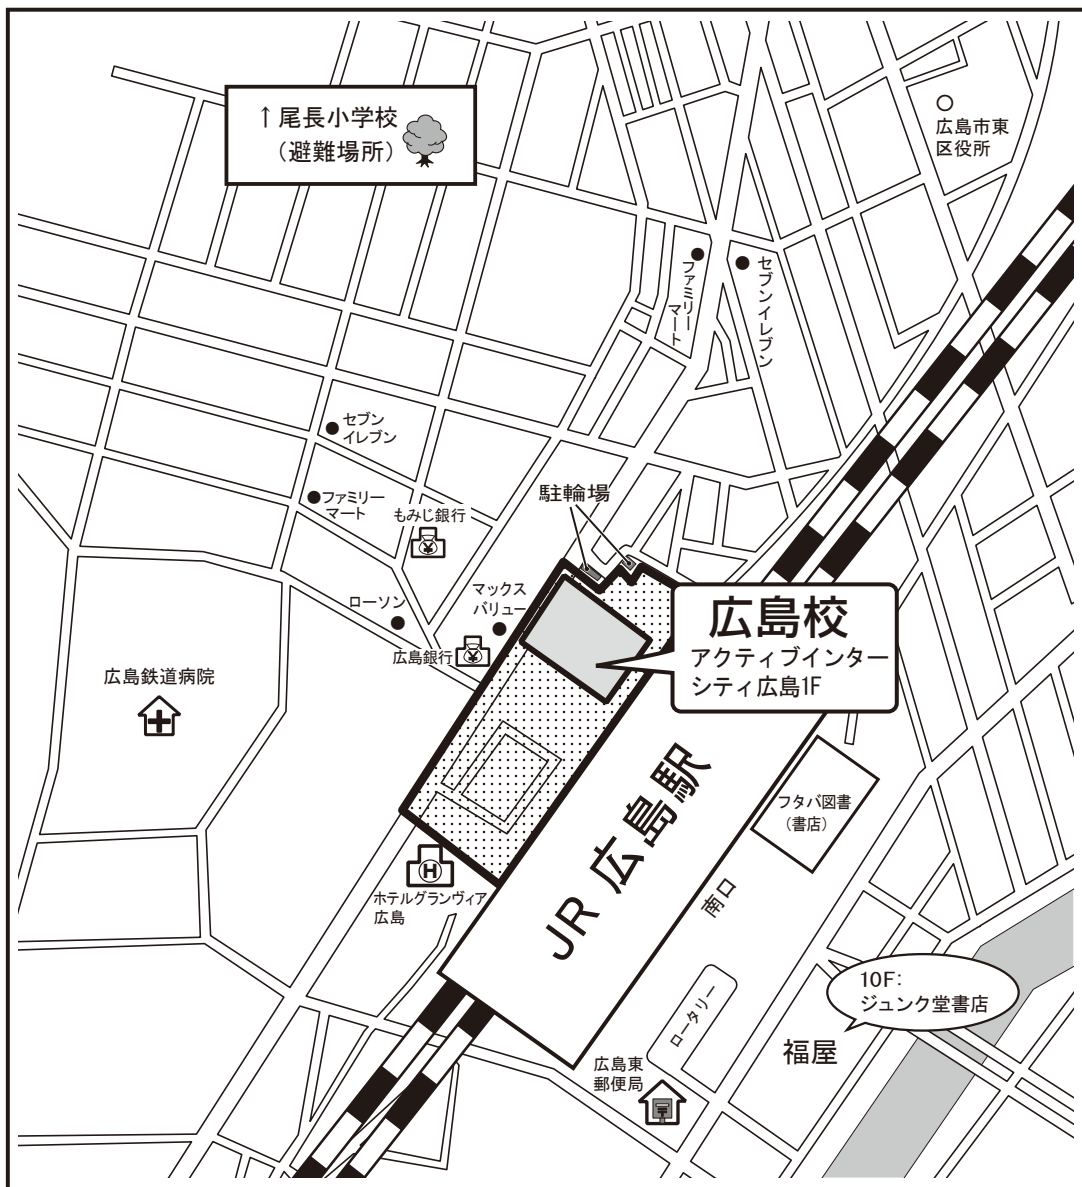 ↑尾長小学校
(避難場所)
広島市東
区役所
ファミリー
マート
セブンイレブン
セブン
イレブン
ファミリー
マート
もみじ銀行
駐輪場
ローソン
マックス
バリュー
広島銀行
広島校
アクティブインター
シティ広島1F
広島鉄道病院
JR 広島駅
フタバ図書
(書店)
H
ホテルグランヴィア
広島
南口
10F:
ジュンク堂書店
ロータリー
福屋
広島東
郵便局